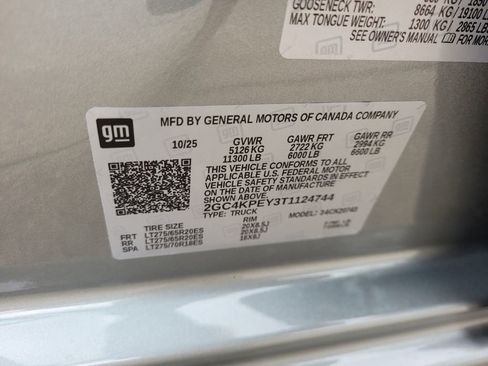 GOOSENECK TWR: 8664 KG /19100 LB
MAX TONGUE WEIGHT: 1300 KG / 2865 LB
SEE OWNER'S MANUAL FOR MORE
gm
MFD BY GENERAL MOTORS OF CANADA COMPANY
10/25 GVWR GAWR FRT GAWR RR
5126 KG 2722 KG 2994 KG
11300 LB 6000 LB 6600 LB
THIS VEHICLE CONFORMS TO ALL
APPLICABLE U.S. FEDERAL MOTOR
VEHICLE SAFETY STANDARDS IN
EFFECT ON THE DATE OF
MANUFACTURE SHOWN ABOVE.
2GC4KPEY3T1124744
TYPE: TRUCK MODEL:
TIRE SIZE RIM
FRT LT275/65R20ES 20X8.5J
RR LT275/65R20ES 20X8.5J
SPA LT275/70R18ES 18X8J